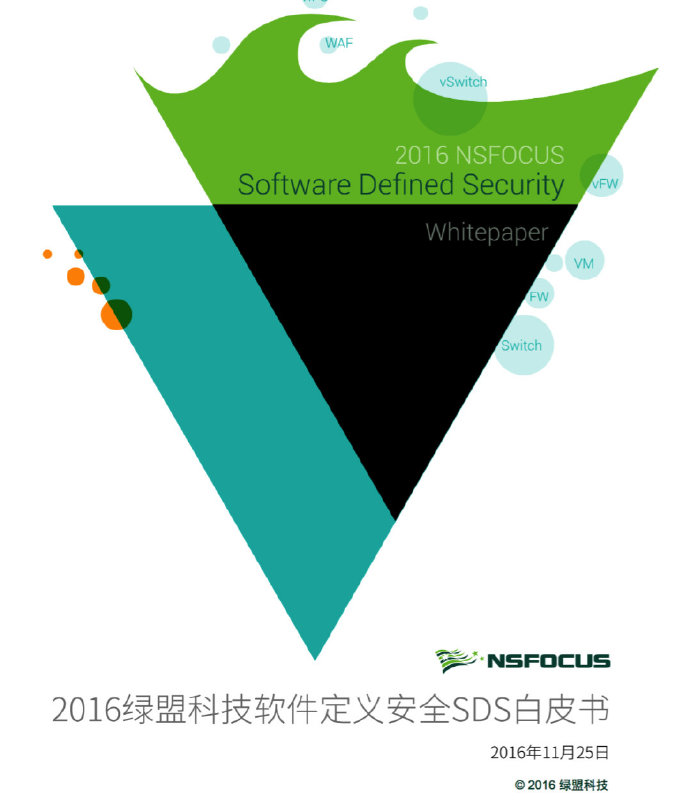 WAF
vSwitch
2016 NSFOCUS
Software Defined Security
vFW
Whitepaper
VM
FW
Switch
NSFOCUS
2016绿盟科技软件定义安全SDS白皮书
2016年11月25日
© 2016 绿盟科技